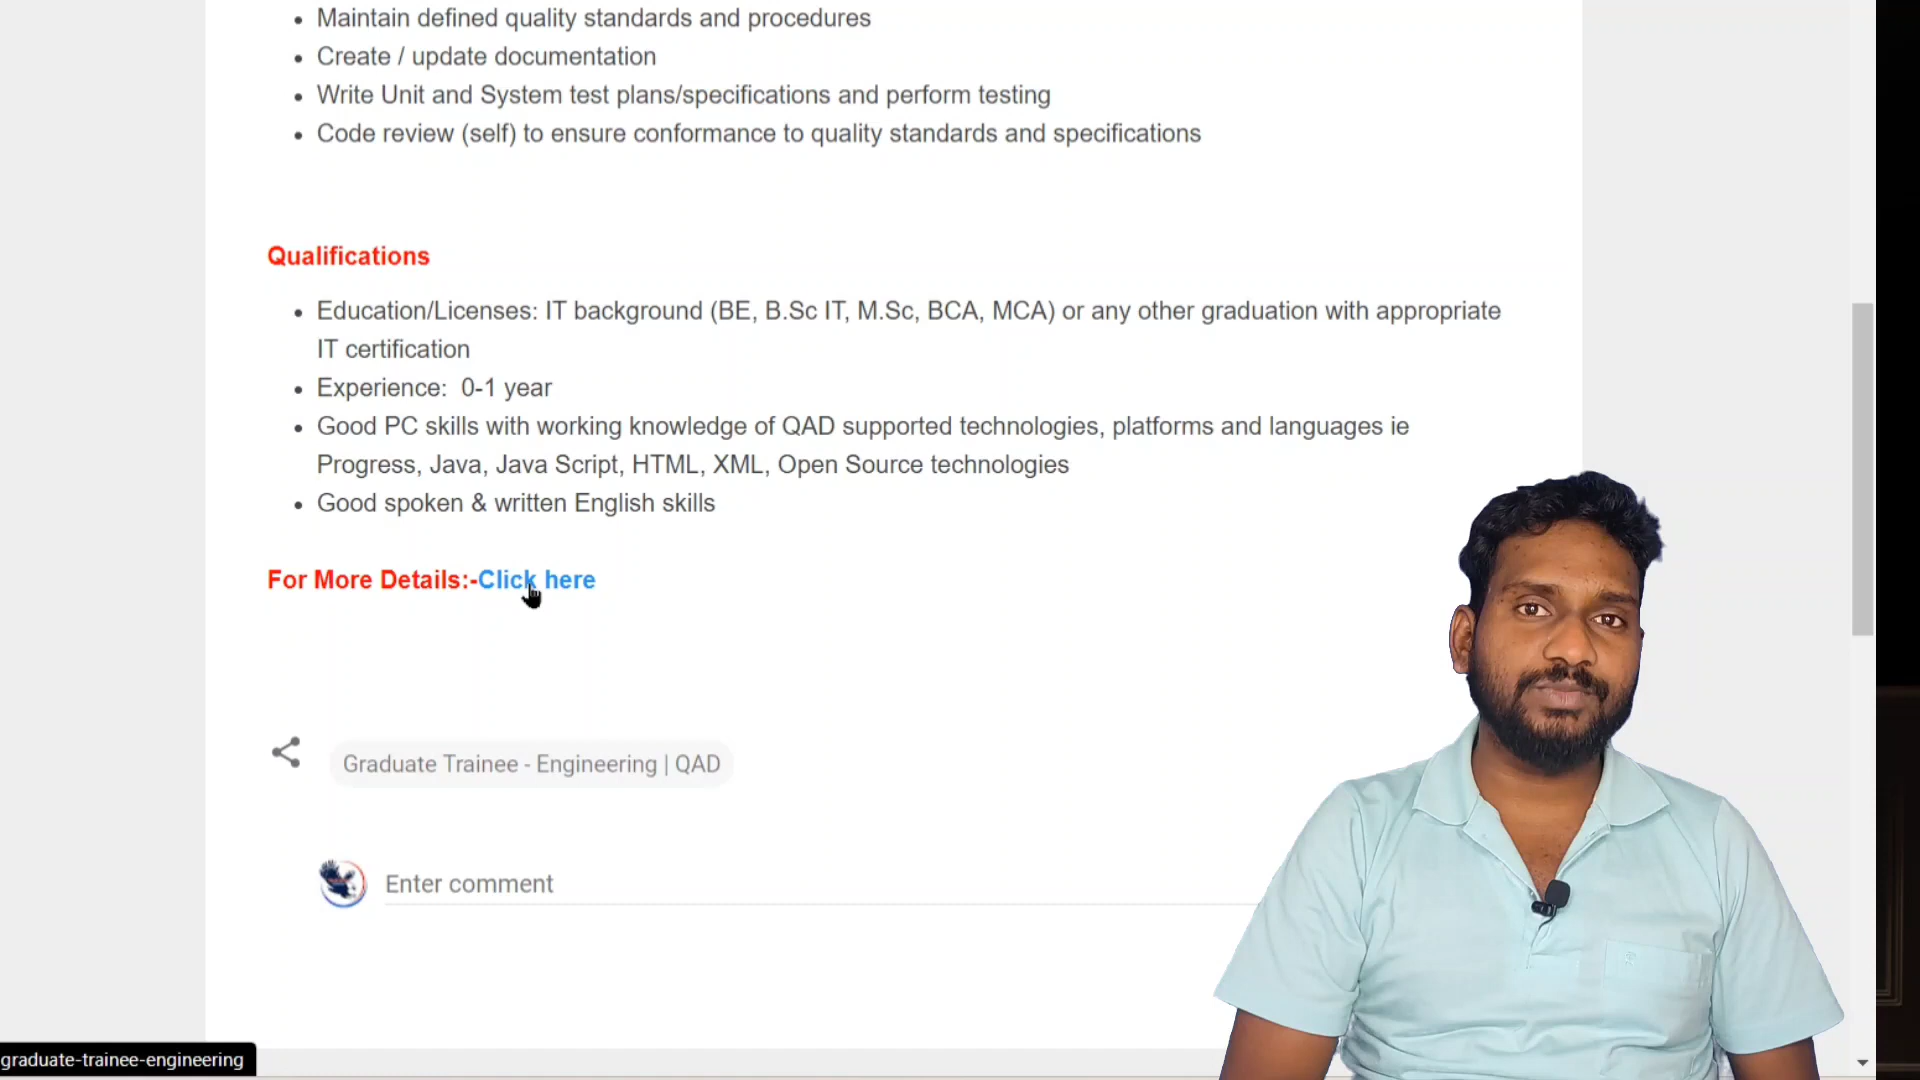 Maintain defined quality standards and procedures
Create / update documentation
Write Unit and System test plans/specifications and perform testing
Code review (self) to ensure conformance to quality standards and specifications
Qualifications
Education/Licenses: IT background (BE, B.Sc IT, M.Sc, BCA, MCA) or any other graduation with appropriate
IT certification
Experience:  0-1 year
Good PC skills with working knowledge of QAD supported technologies, platforms and languages ie
Progress, Java, Java Script, HTML, XML, Open Source technologies
Good spoken & written English skills
For More Details:-Click here
Graduate Trainee - Engineering | QAD
Enter comment
graduate-trainee-engineering